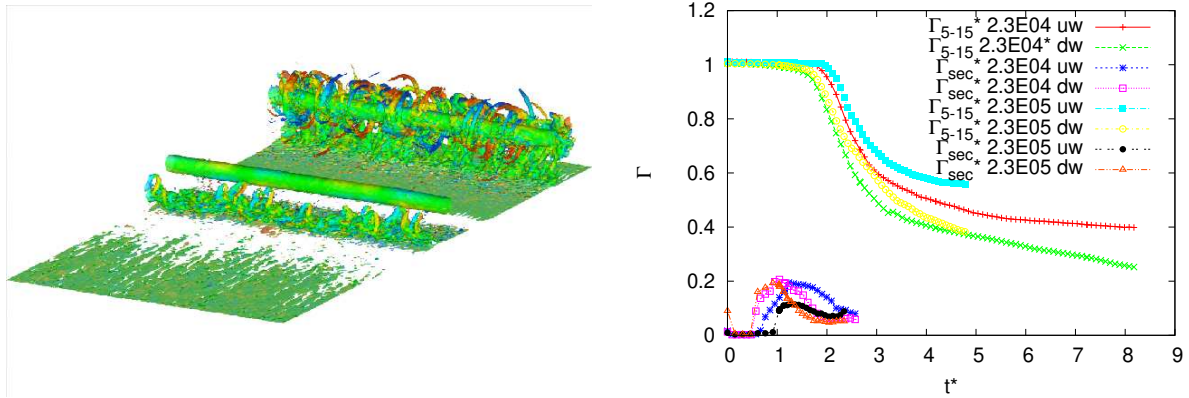 Γ5-15* 2.3E04 uw
Γ5-15 2.3E04* dw
Γsec* 2.3E04 uw
Γsec* 2.3E04 dw
Γ5-15* 2.3E05 uw
Γ5-15* 2.3E05 dw
Γsec* 2.3E05 uw
Γsec* 2.3E05 dw
1.2
1
0.8
0.6
0.4
0.2
0
Γ
0 1 2 3 4 5 6 7 8 9
t*